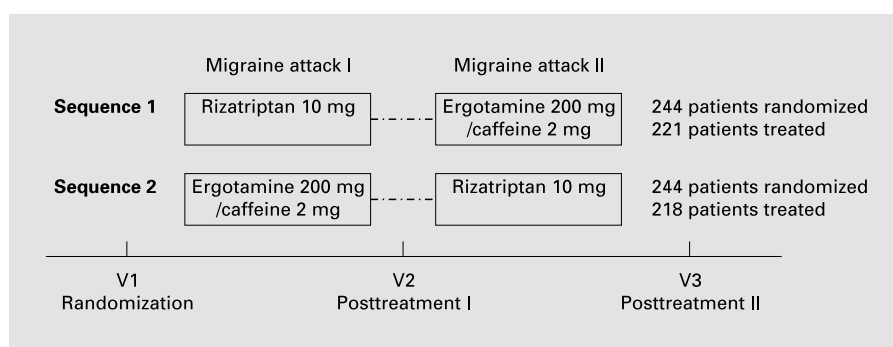 Migraine attack I Migraine attack II
Sequence 1 Rizatriptan 10 mg Ergotamine 200 mg 244 patients randomized
/caffeine 2 mg 221 patients treated
Sequence 2 Ergotamine 200 mg Rizatriptan 10 mg 244 patients randomized
/caffeine 2 mg 218 patients treated
V1 V2 V3
Randomization Posttreatment I Posttreatment II